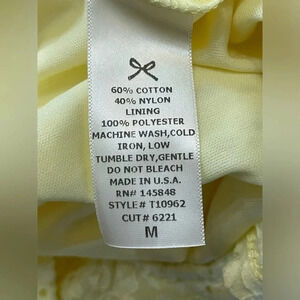 60% COTTON
40% NYLON
LINING
100% POLYESTER
MACHINE WASH,COLD
IRON, LOW
TUMBLE DRY,GENTLE
DO NOT BLEACH
MADE IN U.S.A.
RN# 145848
STYLE # T10962
CUT# 6221
M